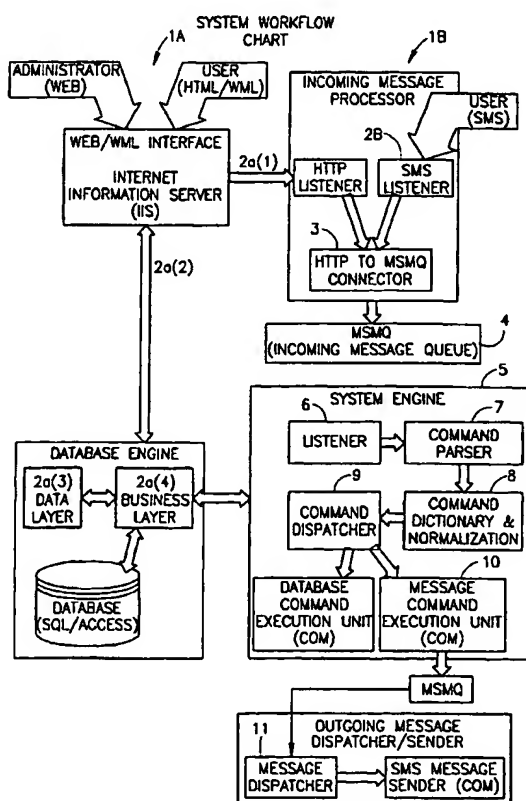 SYSTEM WORKFLOW
CHART
1A
1B
ADMINISTRATOR
(WEB)
USER
(HTML/WML)
WEB/WML INTERFACE
INTERNET
INFORMATION SERVER
(IIS)
2a(1)
2a(2)
INCOMING MESSAGE
PROCESSOR
USER
(SMS)
2B
HTTP
LISTENER
SMS
LISTENER
3
HTTP TO MSMQ
CONNECTOR
4
MSMQ
(INCOMING MESSAGE QUEUE)
5
SYSTEM ENGINE
6
LISTENER
7
COMMAND
PARSER
8
COMMAND
DICTIONARY &
NORMALIZATION
9
COMMAND
DISPATCHER
DATABASE
COMMAND
EXECUTION UNIT
(COM)
10
MESSAGE
COMMAND
EXECUTION UNIT
(COM)
DATABASE ENGINE
2a(3)
DATA
LAYER
2a(4)
BUSINESS
LAYER
DATABASE
(SQL/ACCESS)
MSMQ
OUTGOING MESSAGE
DISPATCHER/SENDER
11
MESSAGE
DISPATCHER
SMS MESSAGE
SENDER (COM)